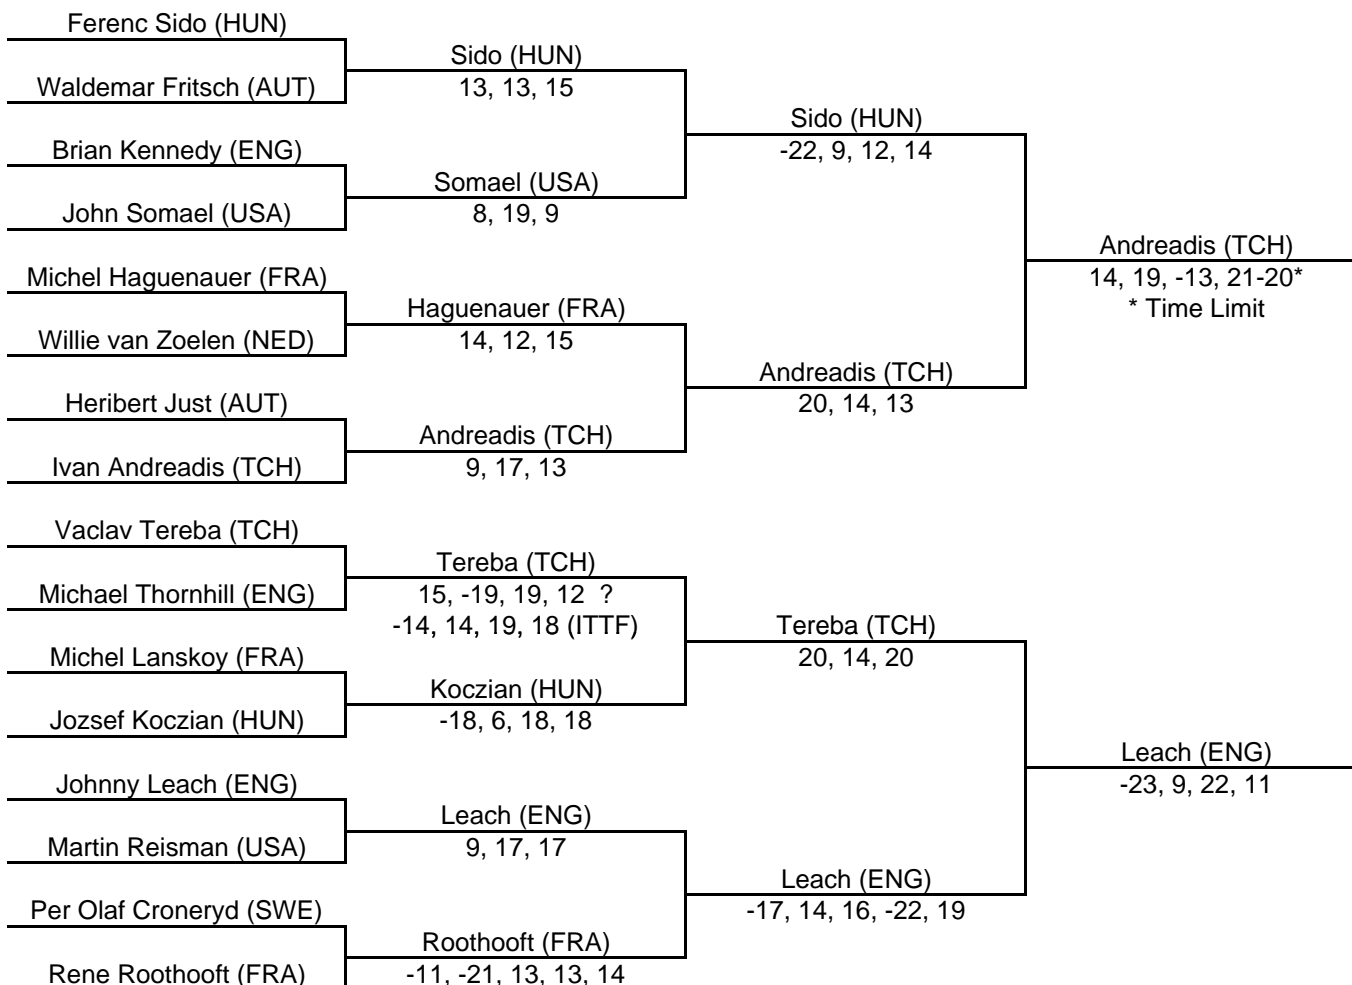 Ferenc Sido (HUN)
Waldemar Fritsch (AUT)
Brian Kennedy (ENG)
John Somael (USA)
Michel Haguenauer (FRA)
Willie van Zoelen (NED)
Heribert Just (AUT)
Ivan Andreadis (TCH)
Vaclav Tereba (TCH)
Michael Thornhill (ENG)
Michel Lanskoy (FRA)
Jozsef Koczian (HUN)
Johnny Leach (ENG)
Martin Reisman (USA)
Per Olaf Croneryd (SWE)
Rene Roothooft (FRA)
Sido (HUN)
13, 13, 15
Somael (USA)
8, 19, 9
Haguenauer (FRA)
14, 12, 15
Andreadis (TCH)
9, 17, 13
Tereba (TCH)
15, -19, 19, 12 ?
-14, 14, 19, 18 (ITTF)
Koczian (HUN)
-18, 6, 18, 18
Leach (ENG)
9, 17, 17
Roothooft (FRA)
-11, -21, 13, 13, 14
Sido (HUN)
-22, 9, 12, 14
Andreadis (TCH)
20, 14, 13
Tereba (TCH)
20, 14, 20
Leach (ENG)
-17, 14, 16, -22, 19
Andreadis (TCH)
14, 19, -13, 21-20*
* Time Limit
Leach (ENG)
-23, 9, 22, 11